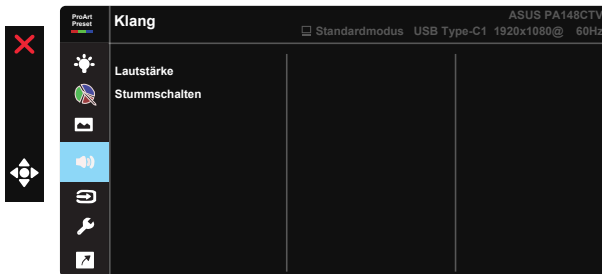 ProArt
Preset
Klang
ASUS PA148CTV
Standardmodus USB Type-C1 1920x1080@ 60Hz
Lautstärke
Stummschalten